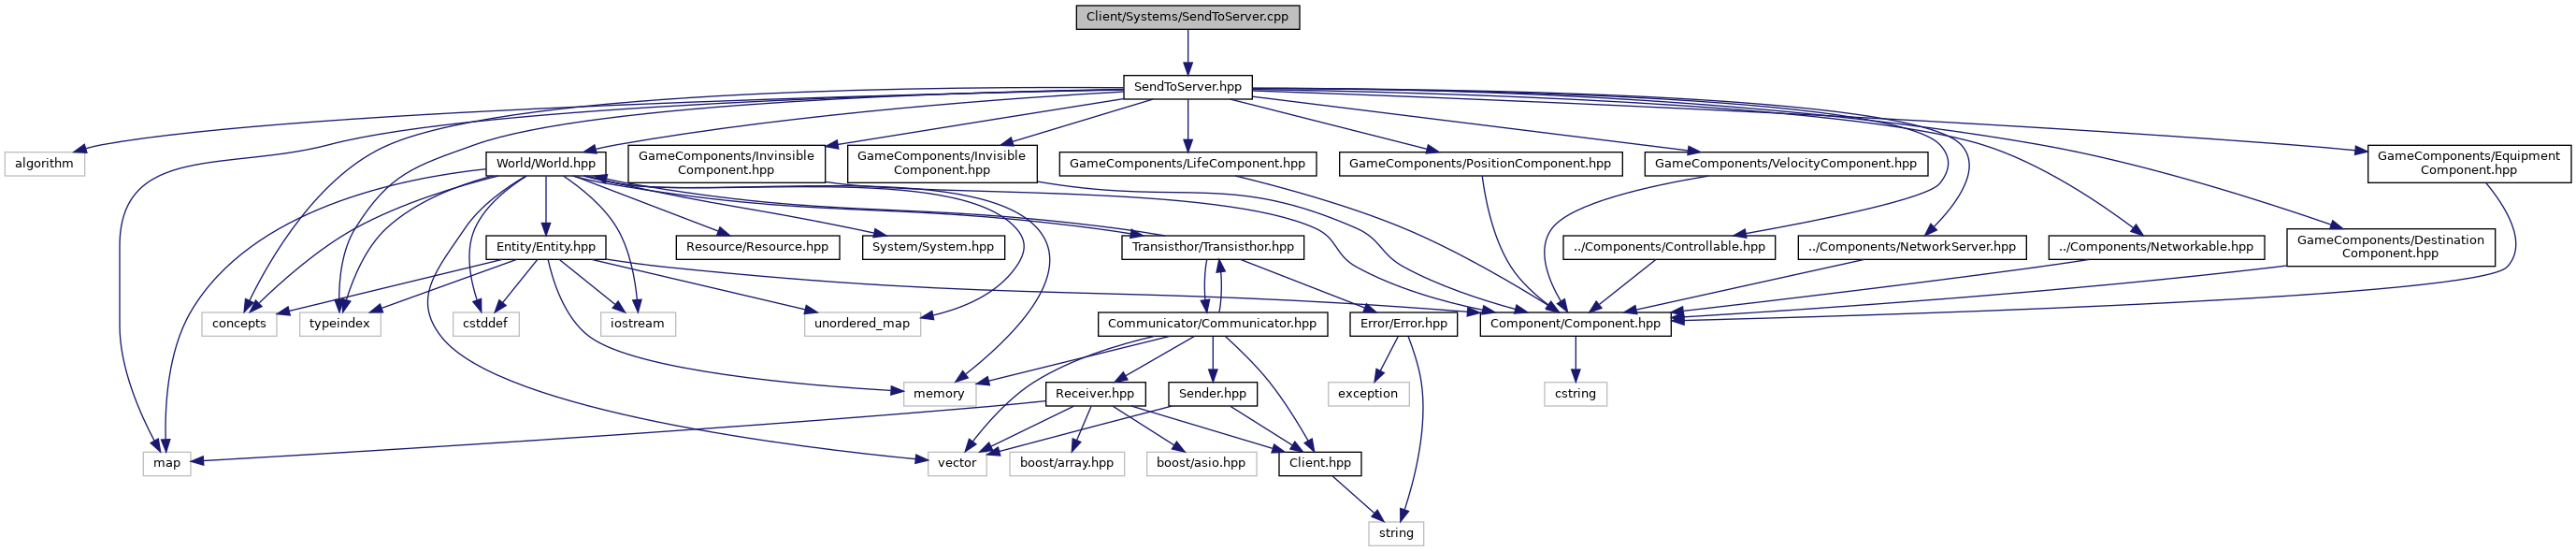 Client/Systems/SendToServer.cpp
SendToServer.hpp
algorithm
World/World.hpp
GameComponents/Invinsible
Component.hpp
GameComponents/Invisible
Component.hpp
GameComponents/LifeComponent.hpp
GameComponents/PositionComponent.hpp
GameComponents/VelocityComponent.hpp
GameComponents/Equipment
Component.hpp
Entity/Entity.hpp
Resource/Resource.hpp
System/System.hpp
Transisthor/Transisthor.hpp
../Components/Controllable.hpp
../Components/NetworkServer.hpp
../Components/Networkable.hpp
GameComponents/Destination
Component.hpp
concepts
typeindex
cstddef
iostream
unordered_map
Communicator/Communicator.hpp
Error/Error.hpp
Component/Component.hpp
memory
Receiver.hpp
Sender.hpp
exception
cstring
map
vector
boost/array.hpp
boost/asio.hpp
Client.hpp
string